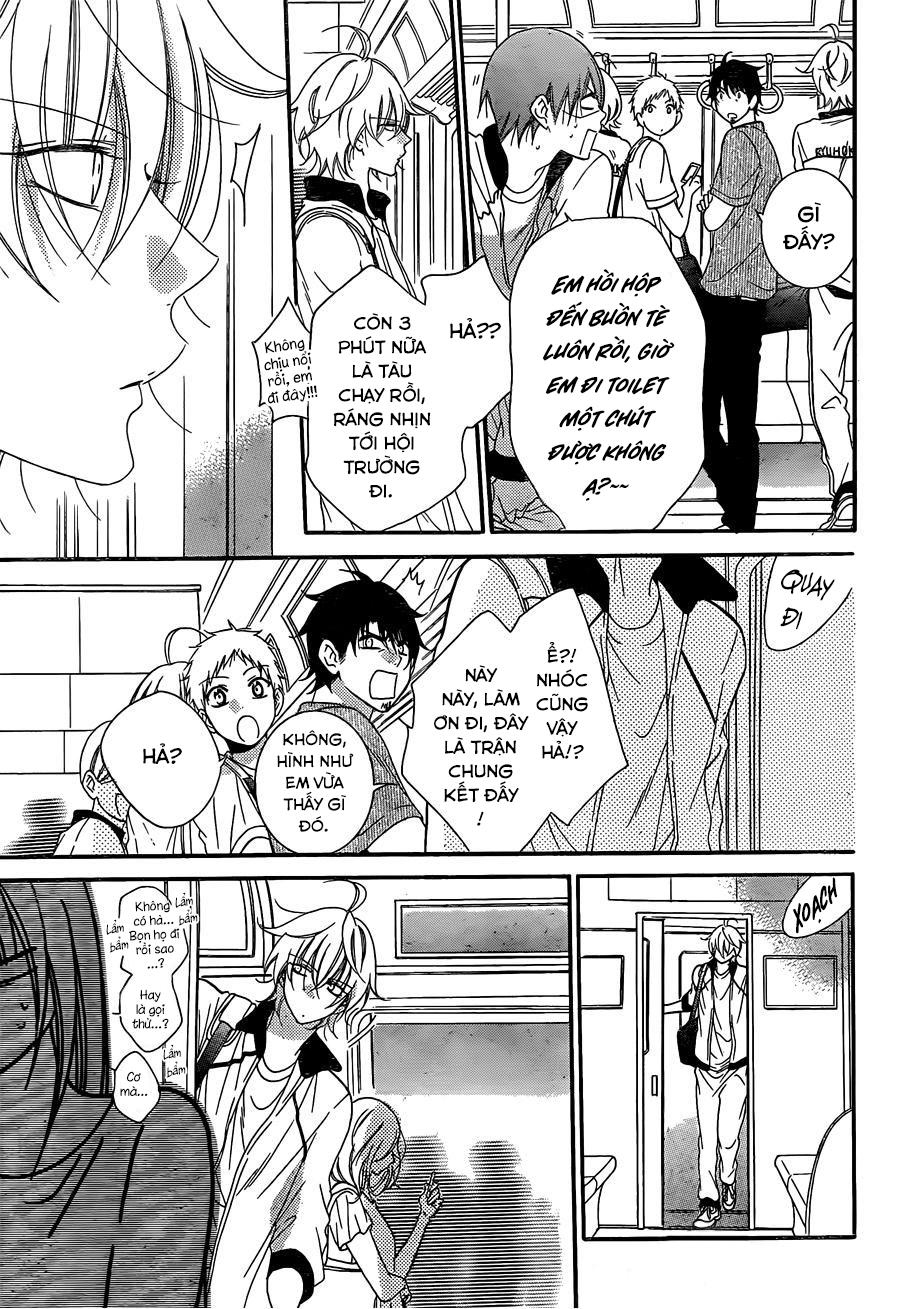 RYUHOK
GÌ
ĐẤY?
EM HỒI HỘP
ĐẾN BUỒN TÈ
LUÔN RỒI, GIỜ
EM ĐI TOILET
MỘT CHÚT
ĐƯỢC KHÔNG
Ạ?~~
HẢ??
CÒN 3
PHÚT NỮA
LÀ TÀU
CHẠY RỒI,
RÁNG NHỊN
TỚI HỘI
TRƯỜNG
ĐI.
Không
chịu nổi
rồi, em
đi đây!!!
QUAY
ĐI
Ể?!
NHÓC
CŨNG
VẬY
HẢ!?
NÀY
NÀY, LÀM
ƠN ĐI, ĐÂY
LÀ TRẬN
CHUNG
KẾT ĐẤY
!
KHÔNG,
HÌNH NHƯ
EM VỪA
THẤY GÌ
ĐÓ.
HẢ?
XOẠCH
Lẩm
bẩm
Không
có hả...
Bọn họ đi
rồi sao
...?
Hay
là gọi
thử...?
Lẩm
bẩm
Lẩm
bẩm
Cơ
mà...